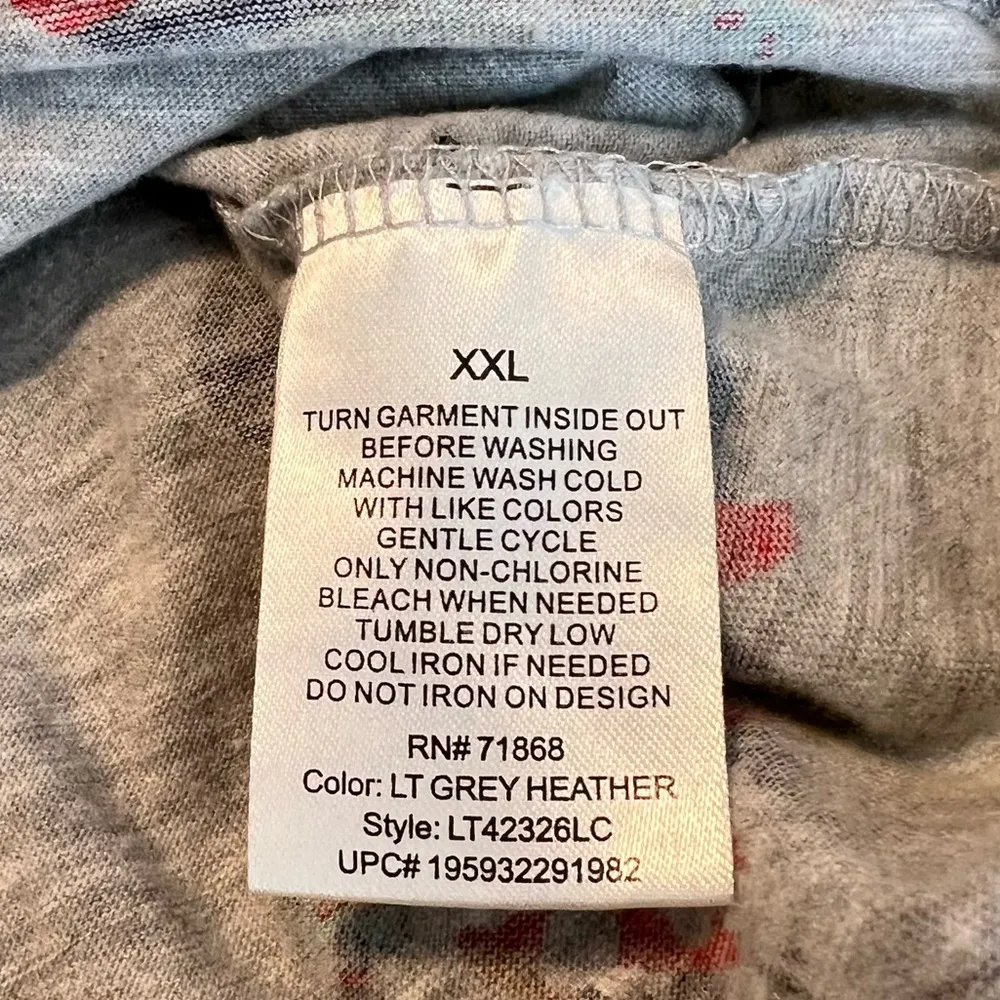 XXL
TURN GARMENT INSIDE OUT
BEFORE WASHING
MACHINE WASH COLD
WITH LIKE COLORS
GENTLE CYCLE
ONLY NON-CHLORINE
BLEACH WHEN NEEDED
TUMBLE DRY LOW
COOL IRON IF NEEDED
DO NOT IRON ON DESIGN
RN# 71868
Color: LT GREY HEATHER
Style: LT42326LC
UPC# 195932291982